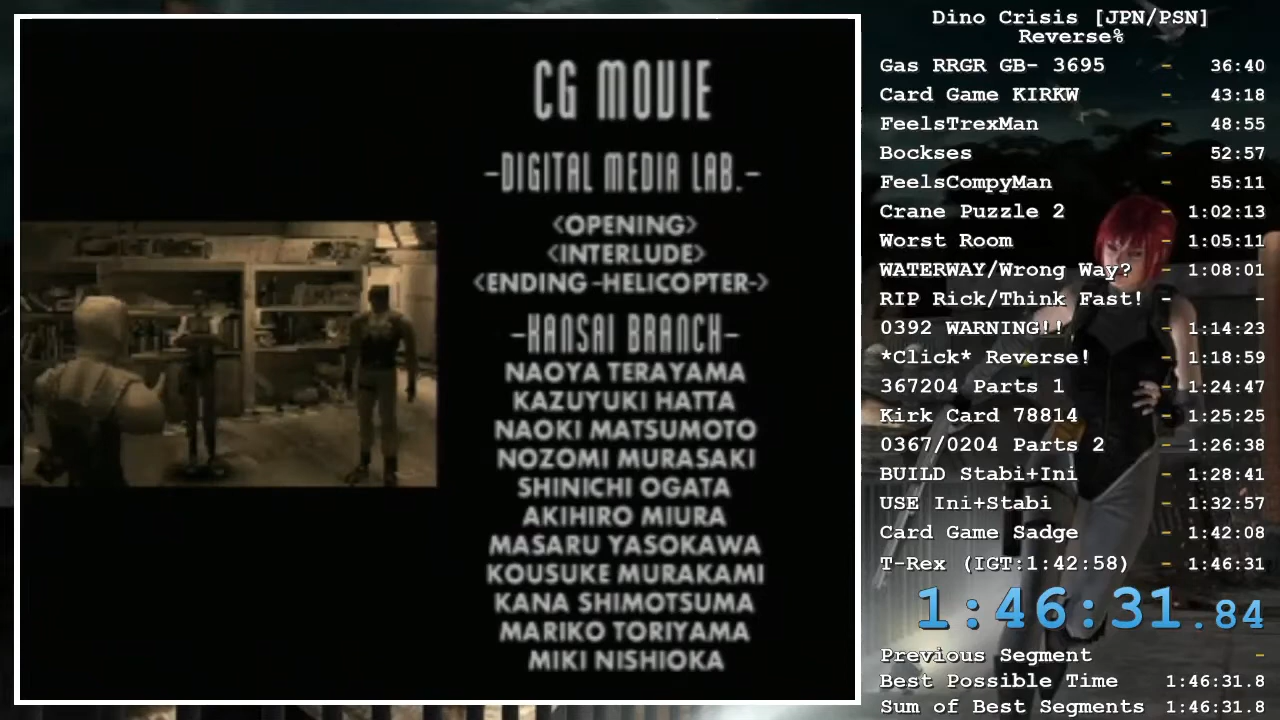 CG MOVIE
-DIGITAL MEDIA LAB.-
<OPENING>
<INTERLUDE>
<ENDING-HELICOPTER->
-KANSAI BRANCH-
NAOYA TERAYAMA
KAZUYUKI HATTA
NAOKI MATSUMOTO
NOZOMI MURASAKI
SHINICHI OGATA
AKIHIRO MIURA
MASARU YASOKAWA
KOUSUKE MURAKAMI
KANA SHIMOTSUMA
MARIKO TORIYAMA
MIKI NISHIOKA
Dino Crisis [JPN/PSN]
Reverse%
Gas RRGR GB- 3695 - 36:40
Card Game KIRKW - 43:18
FeelsTrexMan - 48:55
Bockses - 52:57
FeelsCompyMan - 55:11
Crane Puzzle 2 - 1:02:13
Worst Room - 1:05:11
WATERWAY/Wrong Way? - 1:08:01
RIP Rick/Think Fast! - -
0392 WARNING!! - 1:14:23
*Click* Reverse! - 1:18:59
367204 Parts 1 - 1:24:47
Kirk Card 78814 - 1:25:25
0367/0204 Parts 2 - 1:26:38
BUILD Stabi+Ini - 1:28:41
USE Ini+Stabi - 1:32:57
Card Game Sadge - 1:42:08
T-Rex (IGT:1:42:58) - 1:46:31
1:46:31.84
Previous Segment -
Best Possible Time 1:46:31.8
Sum of Best Segments 1:46:31.8